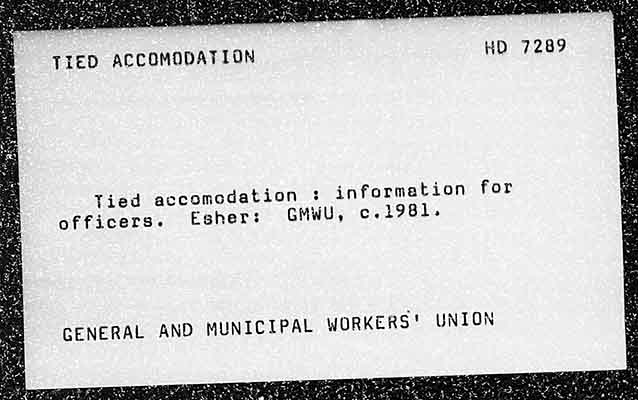 TIED ACCOMODATION HD 7289
Tied accomodation : information for
officers. Esher: GMWU, c.1981.
GENERAL AND MUNICIPAL WORKERS' UNION